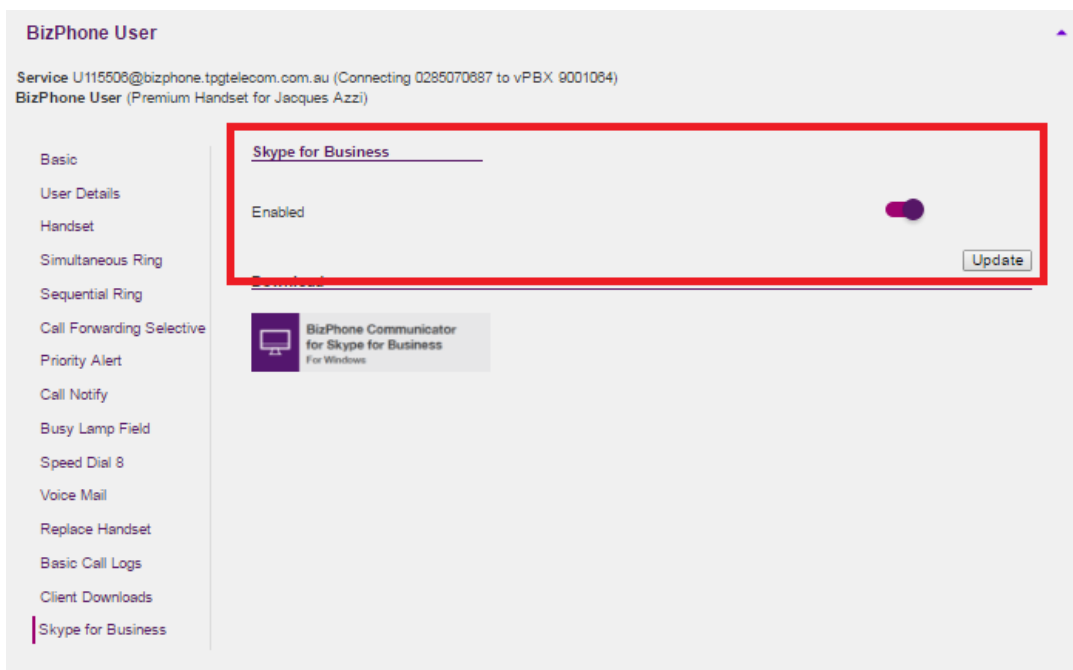 BizPhone User
Service U115506@bizphone.tpgtelecom.com.au (Connecting 0285070687 to vPBX 9001064)
BizPhone User (Premium Handset for Jacques Azzi)
Basic
User Details
Handset
Simultaneous Ring
Sequential Ring
Call Forwarding Selective
Priority Alert
Call Notify
Busy Lamp Field
Speed Dial 8
Voice Mail
Replace Handset
Basic Call Logs
Client Downloads
Skype for Business
Skype for Business
Enabled
Update
Download
BizPhone Communicator
for Skype for Business
For Windows